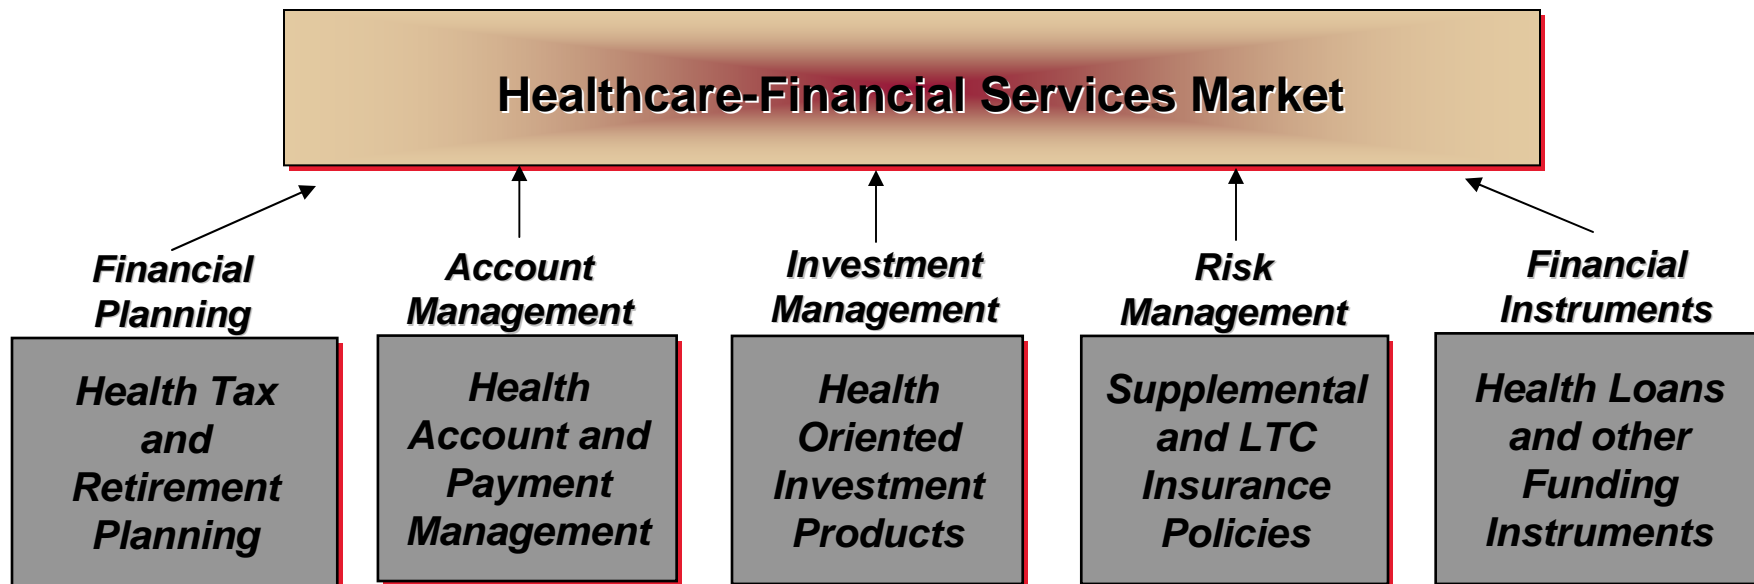 Healthcare-Financial Services Market
Financial
Planning
Account
Management
Investment
Management
Risk
Management
Financial
Instruments
Health Tax
and
Retirement
Planning
Health
Account and
Payment
Management
Health
Oriented
Investment
Products
Supplemental
and LTC
Insurance
Policies
Health Loans
and other
Funding
Instruments